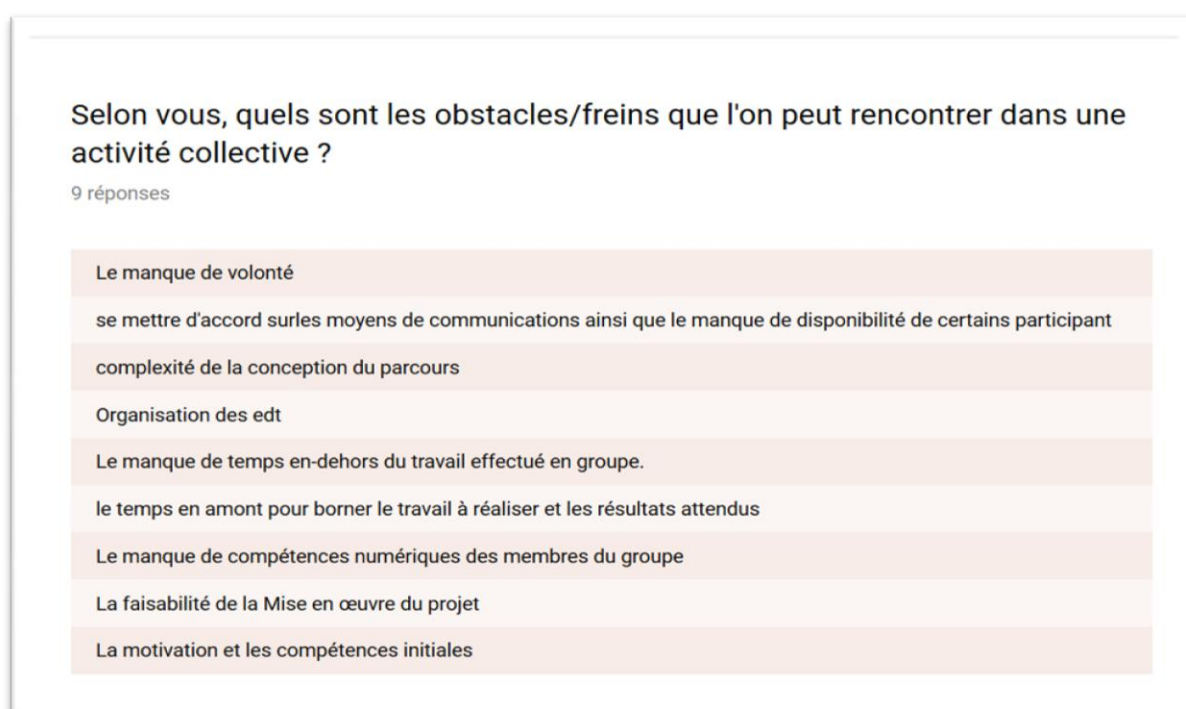 Selon vous, quels sont les obstacles/freins que l'on peut rencontrer dans une
activité collective ?
9 réponses
Le manque de volonté
se mettre d'accord surles moyens de communications ainsi que le manque de disponibilité de certains participant
complexité de la conception du parcours
Organisation des edt
Le manque de temps en-dehors du travail effectué en groupe.
le temps en amont pour borner le travail à réaliser et les résultats attendus
Le manque de compétences numériques des membres du groupe
La faisabilité de la Mise en œuvre du projet
La motivation et les compétences initiales